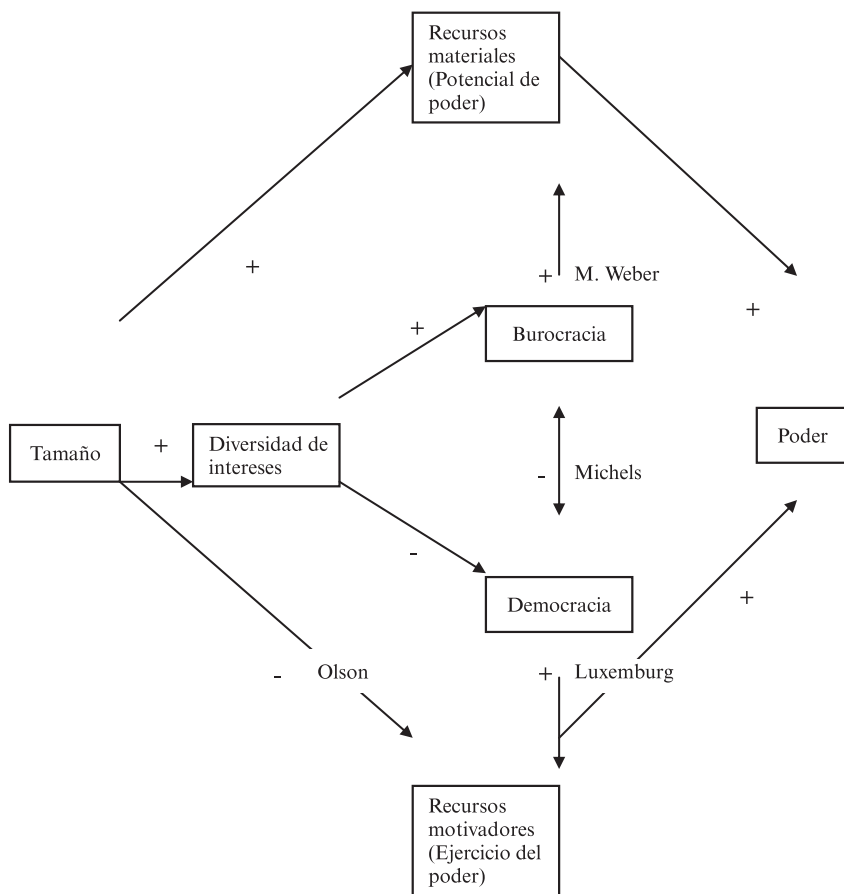 Recursos
materiales
(Potencial de
poder)
+
+ M. Weber
+
+
Burocracia
Tamaño
+
Diversidad de
intereses
Poder
- Michels
-
Democracia
+
- Olson
+ Luxemburg
Recursos
motivadores
(Ejercicio del
poder)